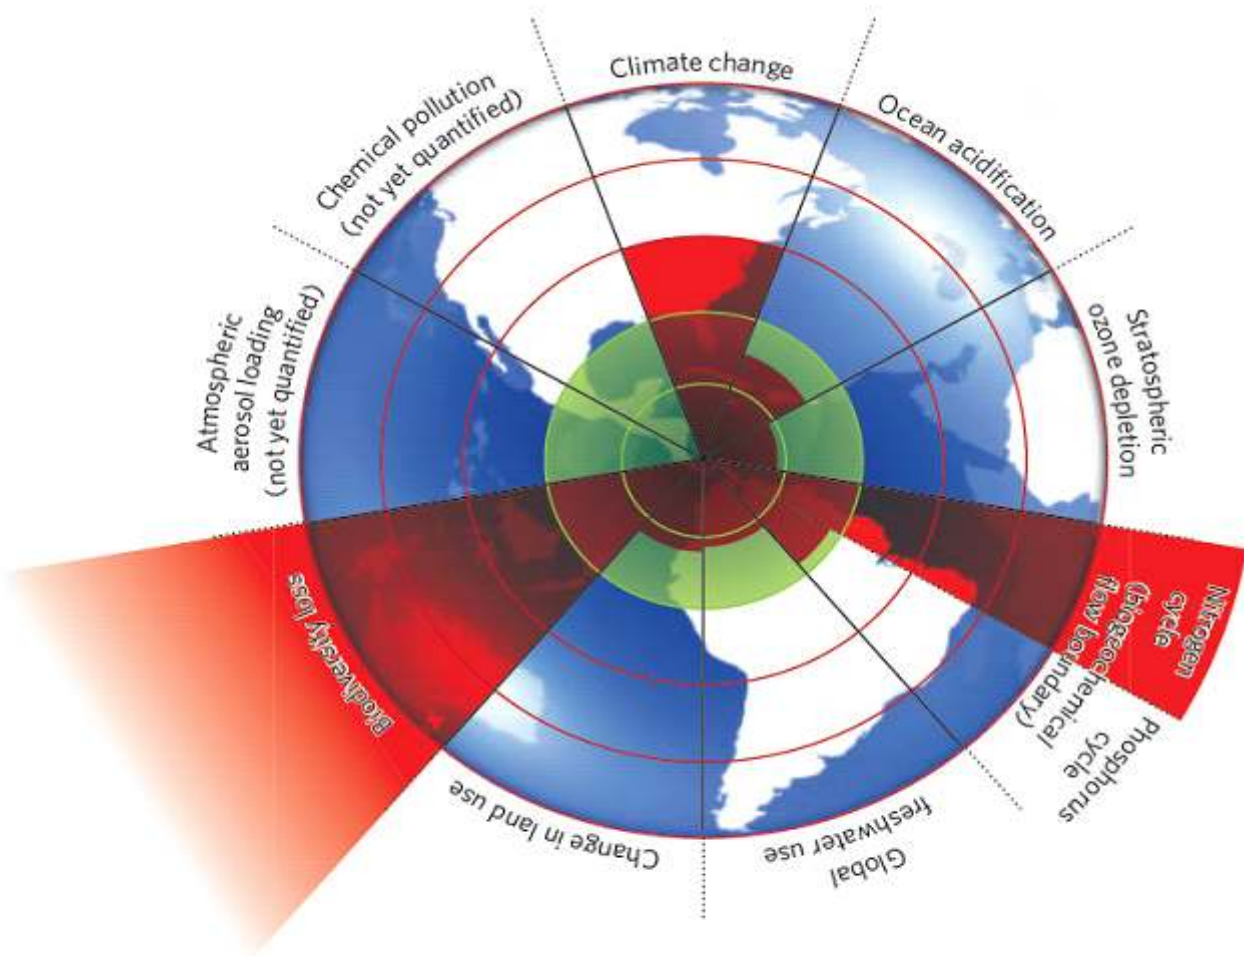 Climate change
Ocean acidification
Stratospheric
ozone depletion
Nitrogen
cycle
(biogeochemical
flow boundary)
Phosphorus
cycle
Global
freshwater use
Change in land use
Biodiversity loss
Atmospheric
aerosol loading
(not yet quantified)
Chemical pollution
(not yet quantified)